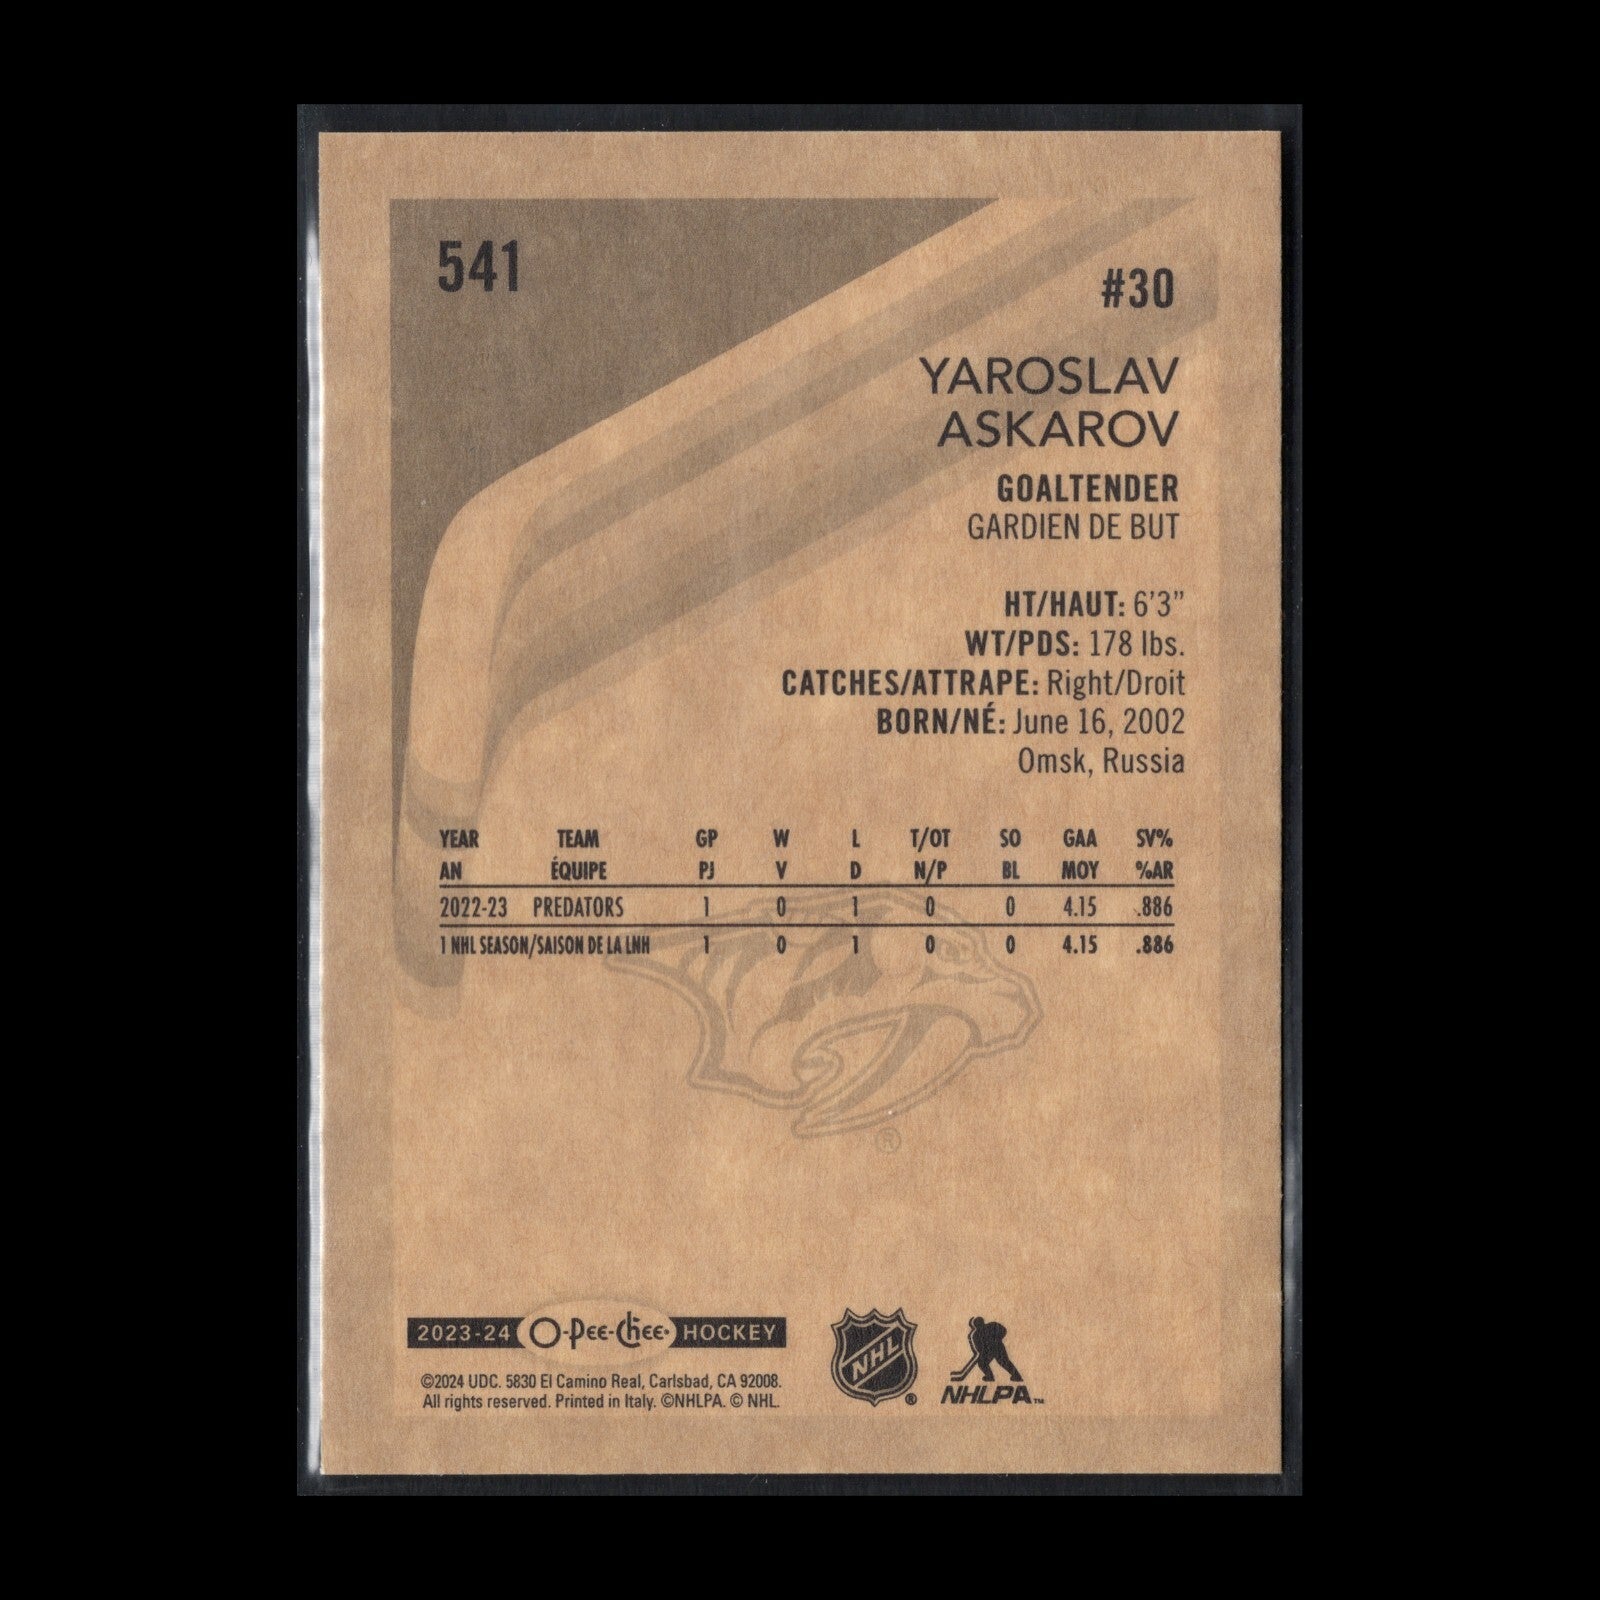 541
#30
YAROSLAV
ASKAROV
GOALTENDER
GARDIEN DE BUT
HT/HAUT: 6'3"
WT/PDS: 178 lbs.
CATCHES/ATTRAPE: Right/Droit
BORN/NÉ: June 16, 2002
Omsk, Russia
YEAR TEAM GP W L T/OT SO GAA SV%
AN ÉQUIPE PJ V D N/P BL MOY %AR
2022-23 PREDATORS 1 0 1 0 0 4.15 .886
1 NHL SEASON/SAISON DE LA LNH 1 0 1 0 0 4.15 .886
®
2023-24 O-Pee-Chee HOCKEY
©2024 UDC. 5830 El Camino Real, Carlsbad, CA 92008.
All rights reserved. Printed in Italy. ©NHLPA. © NHL.
NHL ®
NHLPA™